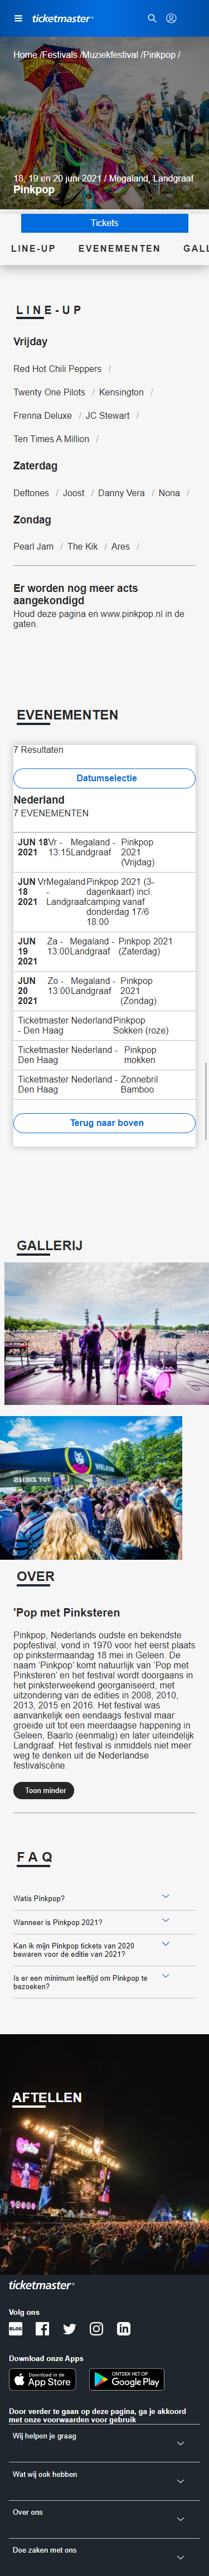 ticketmaster®
Home /Festivals /Muziekfestival /Pinkpop /
18, 19 en 20 juni 2021 / Megaland, Landgraaf
Pinkpop
Tickets
LINE-UP EVENEMENTEN GALL
LINE-UP
Vrijdag
Red Hot Chili Peppers /
Twenty One Pilots / Kensington /
Frenna Deluxe / JC Stewart /
Ten Times A Million /
Zaterdag
Deftones / Joost / Danny Vera / Nona /
Zondag
Pearl Jam / The Kik / Ares /
Er worden nog meer acts
aangekondigd
Houd deze pagina en www.pinkpop.nl in de
gaten.
EVENEMENTEN
7 Resultaten
Datumselectie
Nederland
7 EVENEMENTEN
JUN 18 2021 Vr - 13:15 Megaland - Landgraaf Pinkpop 2021 (Vrijdag)
JUN 18 2021 Vr - Megaland Landgraaf Pinkpop 2021 (3-dagenkaart) incl. camping vanaf donderdag 17/6 18:00
JUN 19 2021 Za - 13:00 Megaland - Landgraaf Pinkpop 2021 (Zaterdag)
JUN 20 2021 Zo - 13:00 Megaland - Landgraaf Pinkpop 2021 (Zondag)
Ticketmaster Nederland - Den Haag Pinkpop Sokken (roze)
Ticketmaster Nederland - Den Haag Pinkpop mokken
Ticketmaster Nederland - Den Haag Zonnebril Bamboo
Terug naar boven
GALLERIJ
OVER
'Pop met Pinksteren
Pinkpop, Nederlands oudste en bekendste
popfestival, vond in 1970 voor het eerst plaats
op pinkstermaandag 18 mei in Geleen. De
naam 'Pinkpop' komt natuurlijk van 'Pop met
Pinksteren' en het festival wordt doorgaans in
het pinksterweekeind georganiseerd, met
uitzondering van de edities in 2008, 2010,
2013, 2015 en 2016. Het festival was
aanvankelijk een eendaags festival maar
groeide uit tot een meerdaagse happening in
Geleen, Baarlo (eenmalig) en later uiteindelijk
Landgraaf. Het festival is inmiddels niet meer
weg te denken uit de Nederlandse
festivalscène.
Toon minder
FAQ
Watis Pinkpop?
Wanneer is Pinkpop 2021?
Kan ik mijn Pinkpop tickets van 2020
bewaren voor de editie van 2021?
Is er een minimum leeftijd om Pinkpop te
bezoeken?
AFTELLEN
ticketmaster®
Volg ons
BLOG
Download onze Apps
Download in de App Store
ONTDEK HET OP Google Play
Door verder te gaan op deze pagina, ga je akkoord
met onze voorwaarden voor gebruik
Wij helpen je graag
Wat wij ook hebben
Over ons
Doe zaken met ons